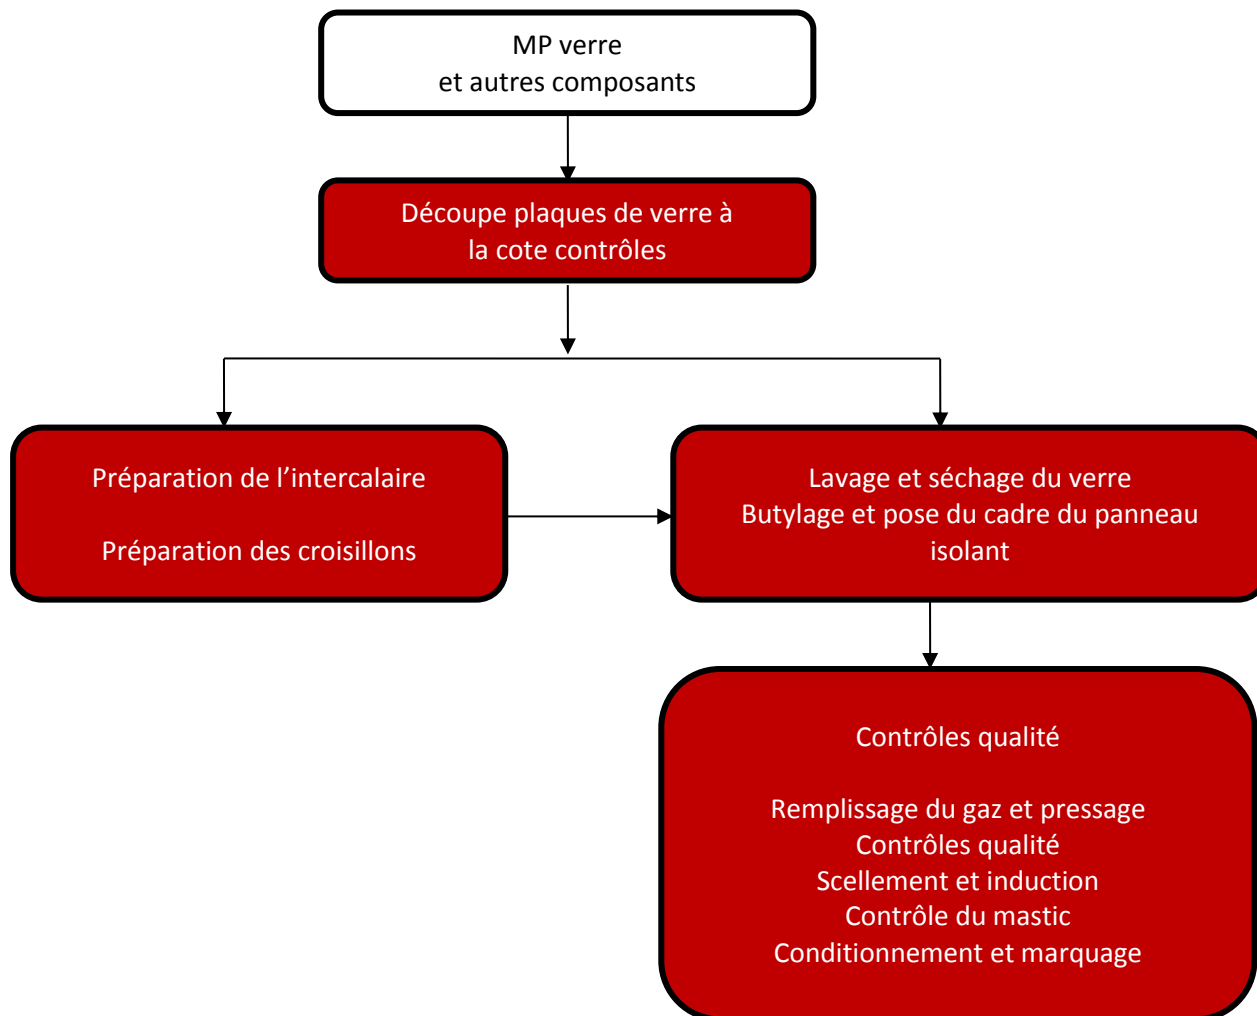 MP verre
et autres composants
Découpe plaques de verre à
la cote contrôles
Préparation de l’intercalaire
Préparation des croisillons
Lavage et séchage du verre
Butylage et pose du cadre du panneau
isolant
Contrôles qualité
Remplissage du gaz et pressage
Contrôles qualité
Scellement et induction
Contrôle du mastic
Conditionnement et marquage